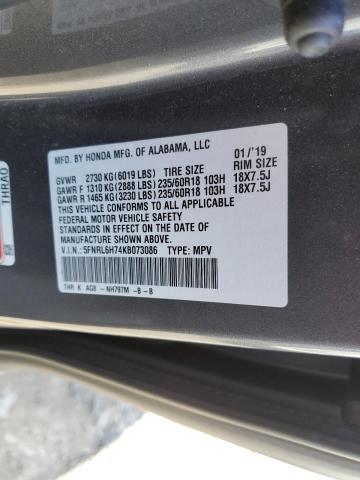 MFD. BY HONDA MFG. OF ALABAMA, LLC
01/'19
GVWR 2730 KG(6019 LBS) TIRE SIZE RIM SIZE
GAWR F 1310 KG(2888 LBS) 235/60R18 103H 18X7.5J
GAWR R 1465 KG(3230 LBS) 235/60R18 103H 18X7.5J
THIS VEHICLE CONFORMS TO ALL APPLICABLE
FEDERAL MOTOR VEHICLE SAFETY
STANDARDS IN EFFECT ON THE DATE OF
MANUFACTURE SHOWN ABOVE.
V.I.N.: 5FNRL6H74KB073086 TYPE: MPV
THR K AGB -NH797M -B -B
THRAO